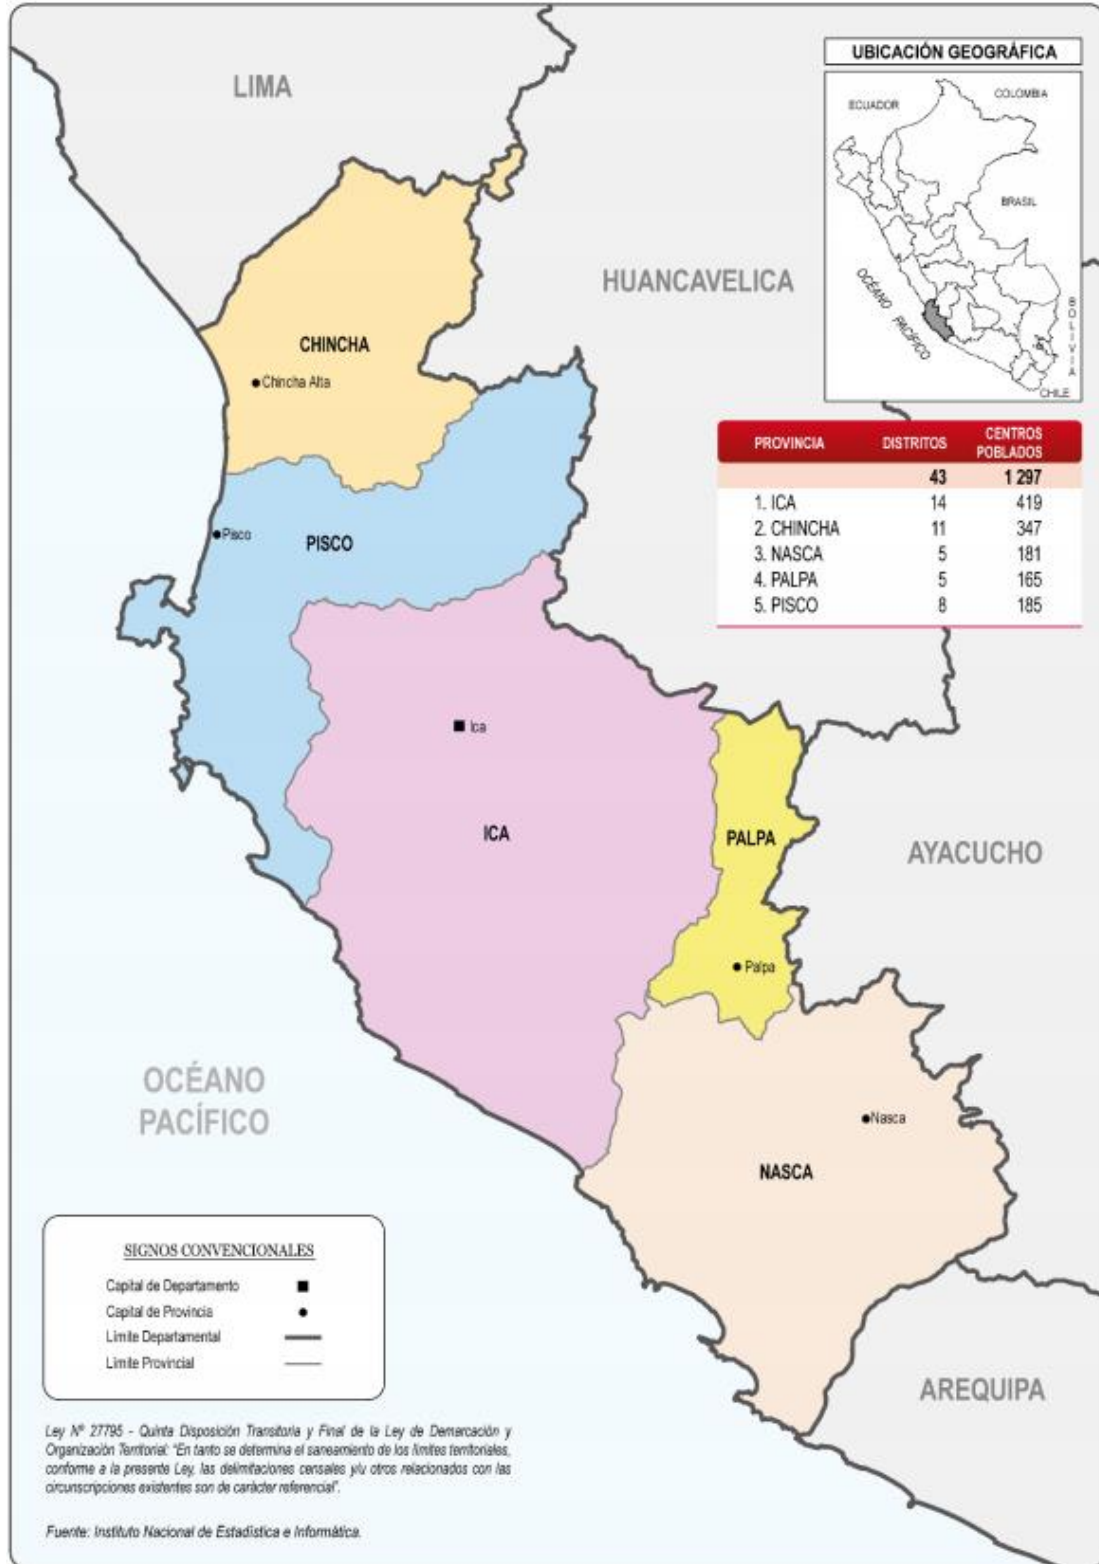 LIMA
UBICACIÓN GEOGRÁFICA
ECUADOR
COLOMBIA
BRASIL
OCÉANO PACÍFICO
BOLIVIA
CHILE
HUANCAVELICA
CHINCHA
Chincha Alta
PROVINCIA DISTRITOS CENTROS POBLADOS
43 1 297
1. ICA 14 419
2. CHINCHA 11 347
3. NASCA 5 181
4. PALPA 5 165
5. PISCO 8 185
Pisco
PISCO
Ica
ICA
PALPA
AYACUCHO
Palpa
OCÉANO
PACÍFICO
Nasca
NASCA
AREQUIPA
SIGNOS CONVENCIONALES
Capital de Departamento
Capital de Provincia
Limite Departamental
Limite Provincial
Ley Nº 27795 - Quinta Disposición Transitoria y Final de la Ley de Demarcación y
Organización Territorial: "En tanto se determina el saneamiento de los límites territoriales,
conforme a la presente Ley, las delimitaciones censales y/u otros relacionados con las
circunscripciones existentes son de carácter referencial".
Fuente: Instituto Nacional de Estadística e Informática.